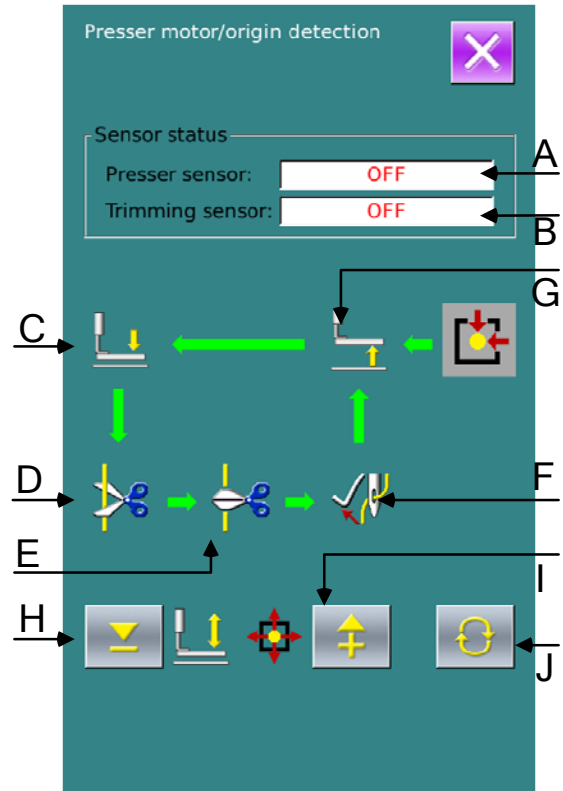 Presser motor/origin detection
Sensor status
Presser sensor: OFF A
Trimming sensor: OFF B
G
C
D
F
E
I
H
J